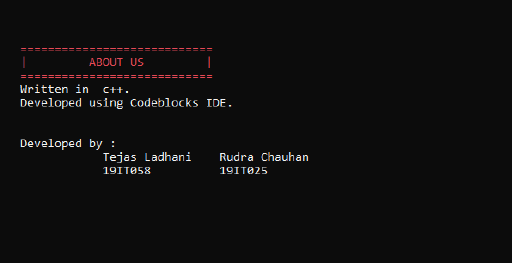 ============================
|         ABOUT US         |
============================
Written in  c++.
Developed using Codeblocks IDE.
Developed by :
Tejas Ladhani    Rudra Chauhan
19IT058          19IT025